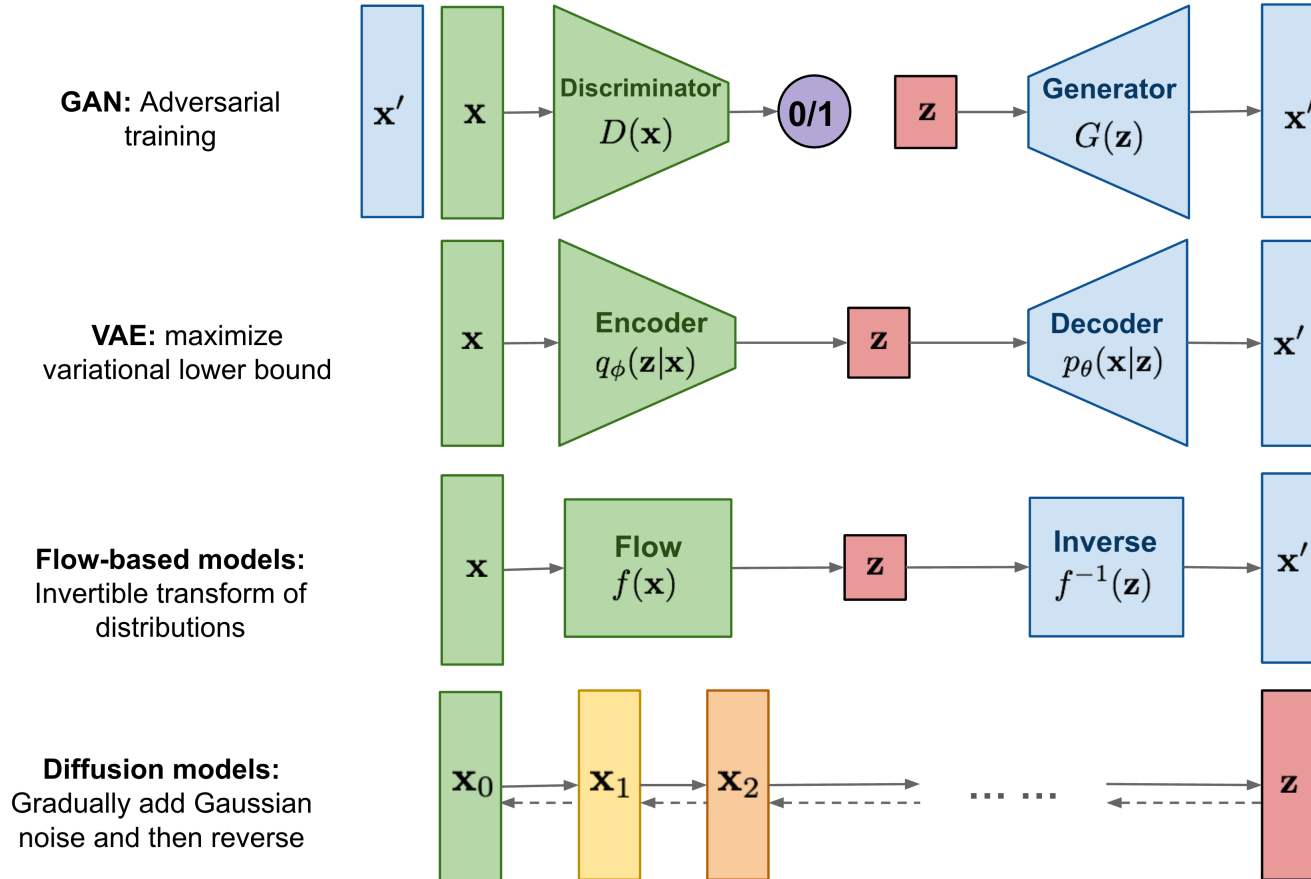 GAN: Adversarial
training
x′
x
Discriminator
D(x)
0/1
z
Generator
G(z)
x′
VAE: maximize
variational lower bound
x
Encoder
qϕ(z|x)
z
Decoder
pθ(x|z)
x′
Flow-based models:
Invertible transform of
distributions
x
Flow
f(x)
z
Inverse
f⁻¹(z)
x′
Diffusion models:
Gradually add Gaussian
noise and then reverse
x₀
x₁
x₂
... ...
z